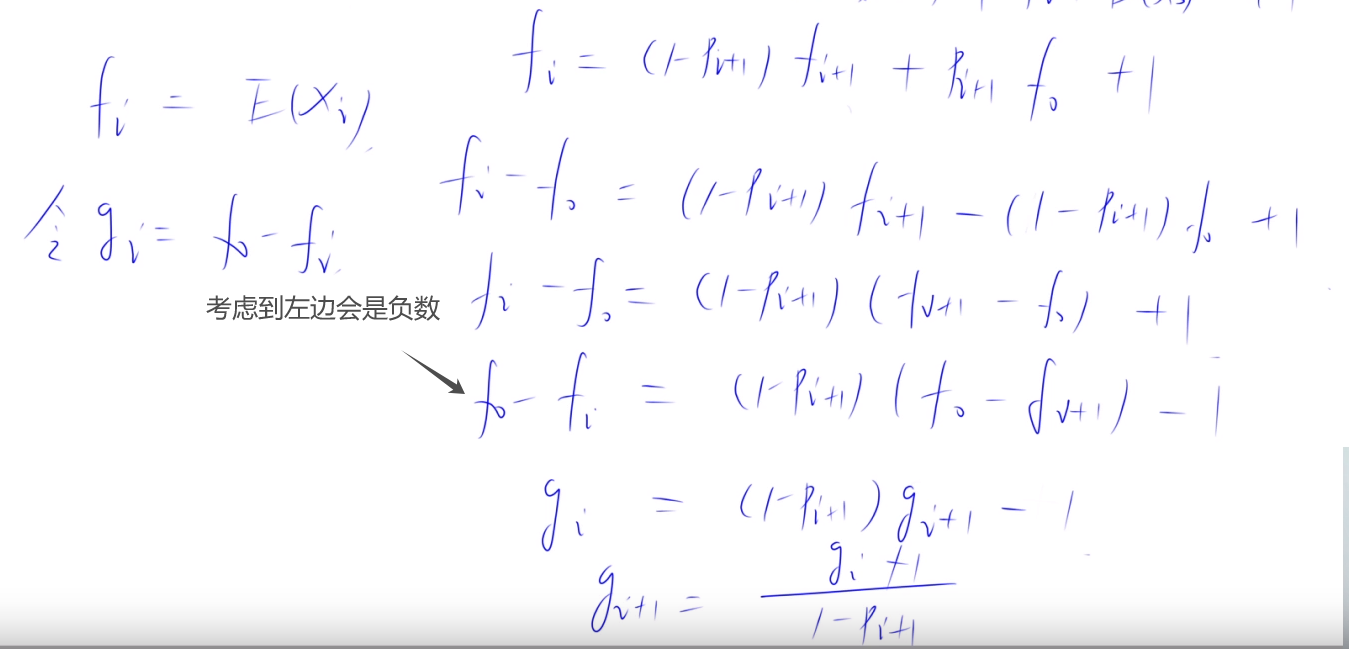 f_i = (1-P_{i+1}) f_{i+1} + P_{i+1} f_0 + 1
f_i = E(X_i)
f_i - f_0 = (1-P_{i+1}) f_{i+1} - (1-P_{i+1}) f_0 + 1
令 g_i = f_0 - f_i
f_i - f_0 = (1-P_{i+1}) (f_{i+1} - f_0) + 1
考虑到左边会是负数
f_0 - f_i = (1-P_{i+1}) (f_0 - f_{i+1}) - 1
g_i = (1-P_{i+1}) g_{i+1} - 1
g_{i+1} = \frac{g_i + 1}{1-P_{i+1}}